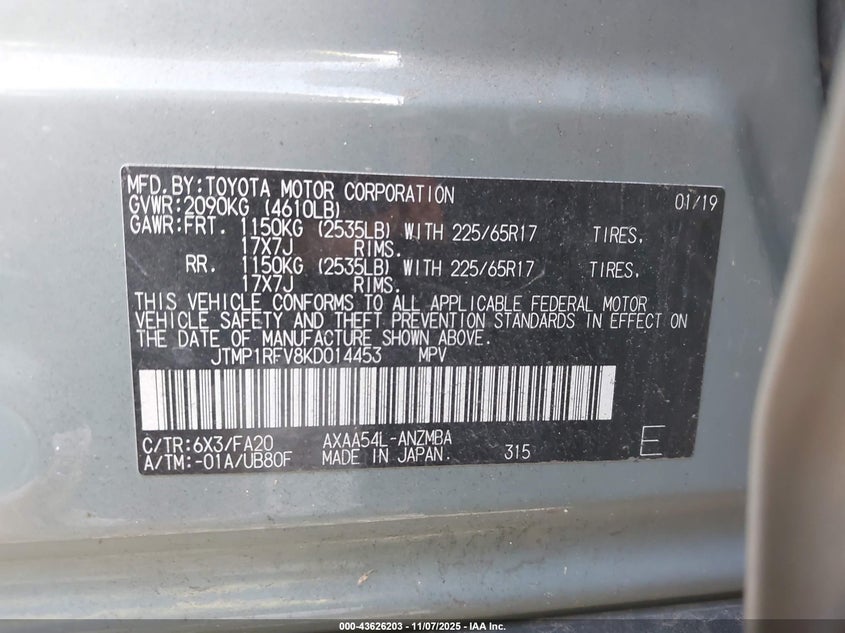 MFD.BY:TOYOTA MOTOR CORPORATION 01/19
GVWR:2090KG (4610LB)
GAWR:FRT. 1150KG (2535LB) WITH 225/65R17 TIRES,
17X7J RIMS.
RR. 1150KG (2535LB) WITH 225/65R17 TIRES,
17X7J RIMS.
THIS VEHICLE CONFORMS TO ALL APPLICABLE FEDERAL MOTOR
VEHICLE SAFETY AND THEFT PREVENTION STANDARDS IN EFFECT ON
THE DATE OF MANUFACTURE SHOWN ABOVE.
JTMP1RFV8KD014453 MPV
C/TR:6X3/FA20 AXAA54L-ANZMBA
A/TM:-01A/UB80F MADE IN JAPAN. 315 E
000-43626203 - 11/07/2025 - IAA Inc.